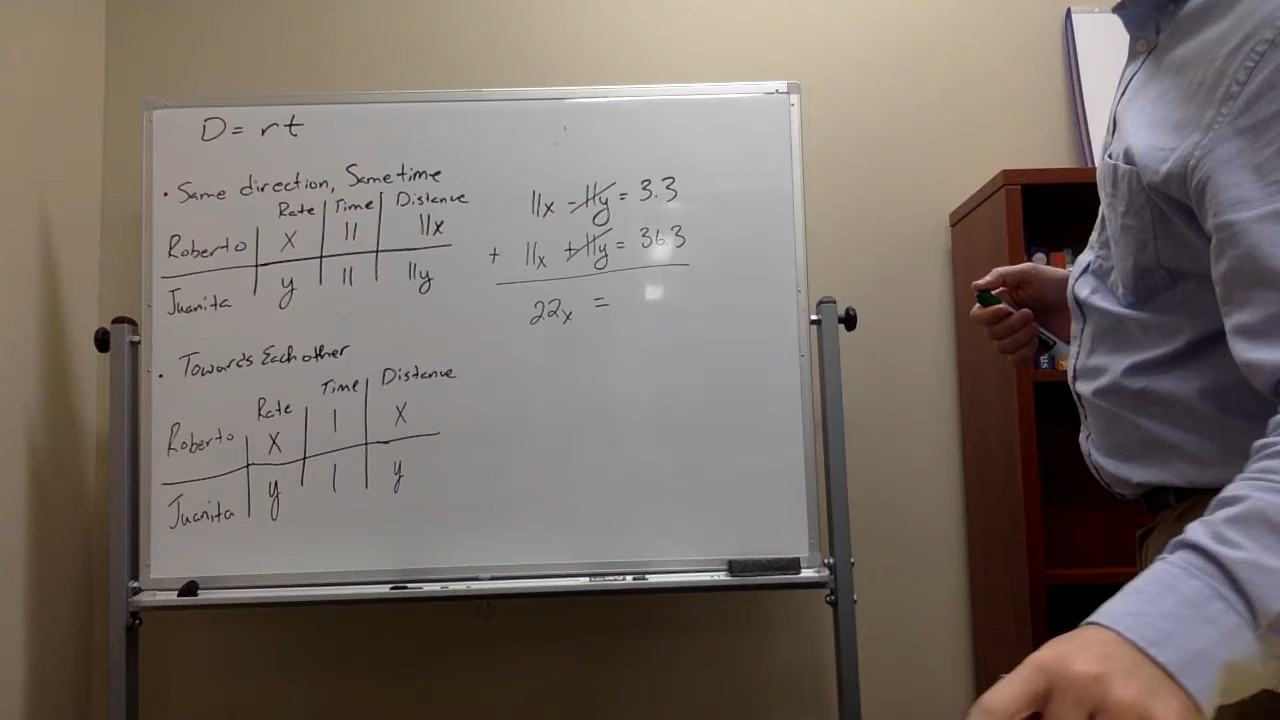 D = rt
• Same direction, Same time
Rate Time Distance
Roberto x 11 11x
Juanita y 11 11y
• Towards Each other
Rate Time Distance
Roberto x 1 x
Juanita y 1 y
11x - 11y = 3.3
+ 11x + 11y = 36.3
22x =